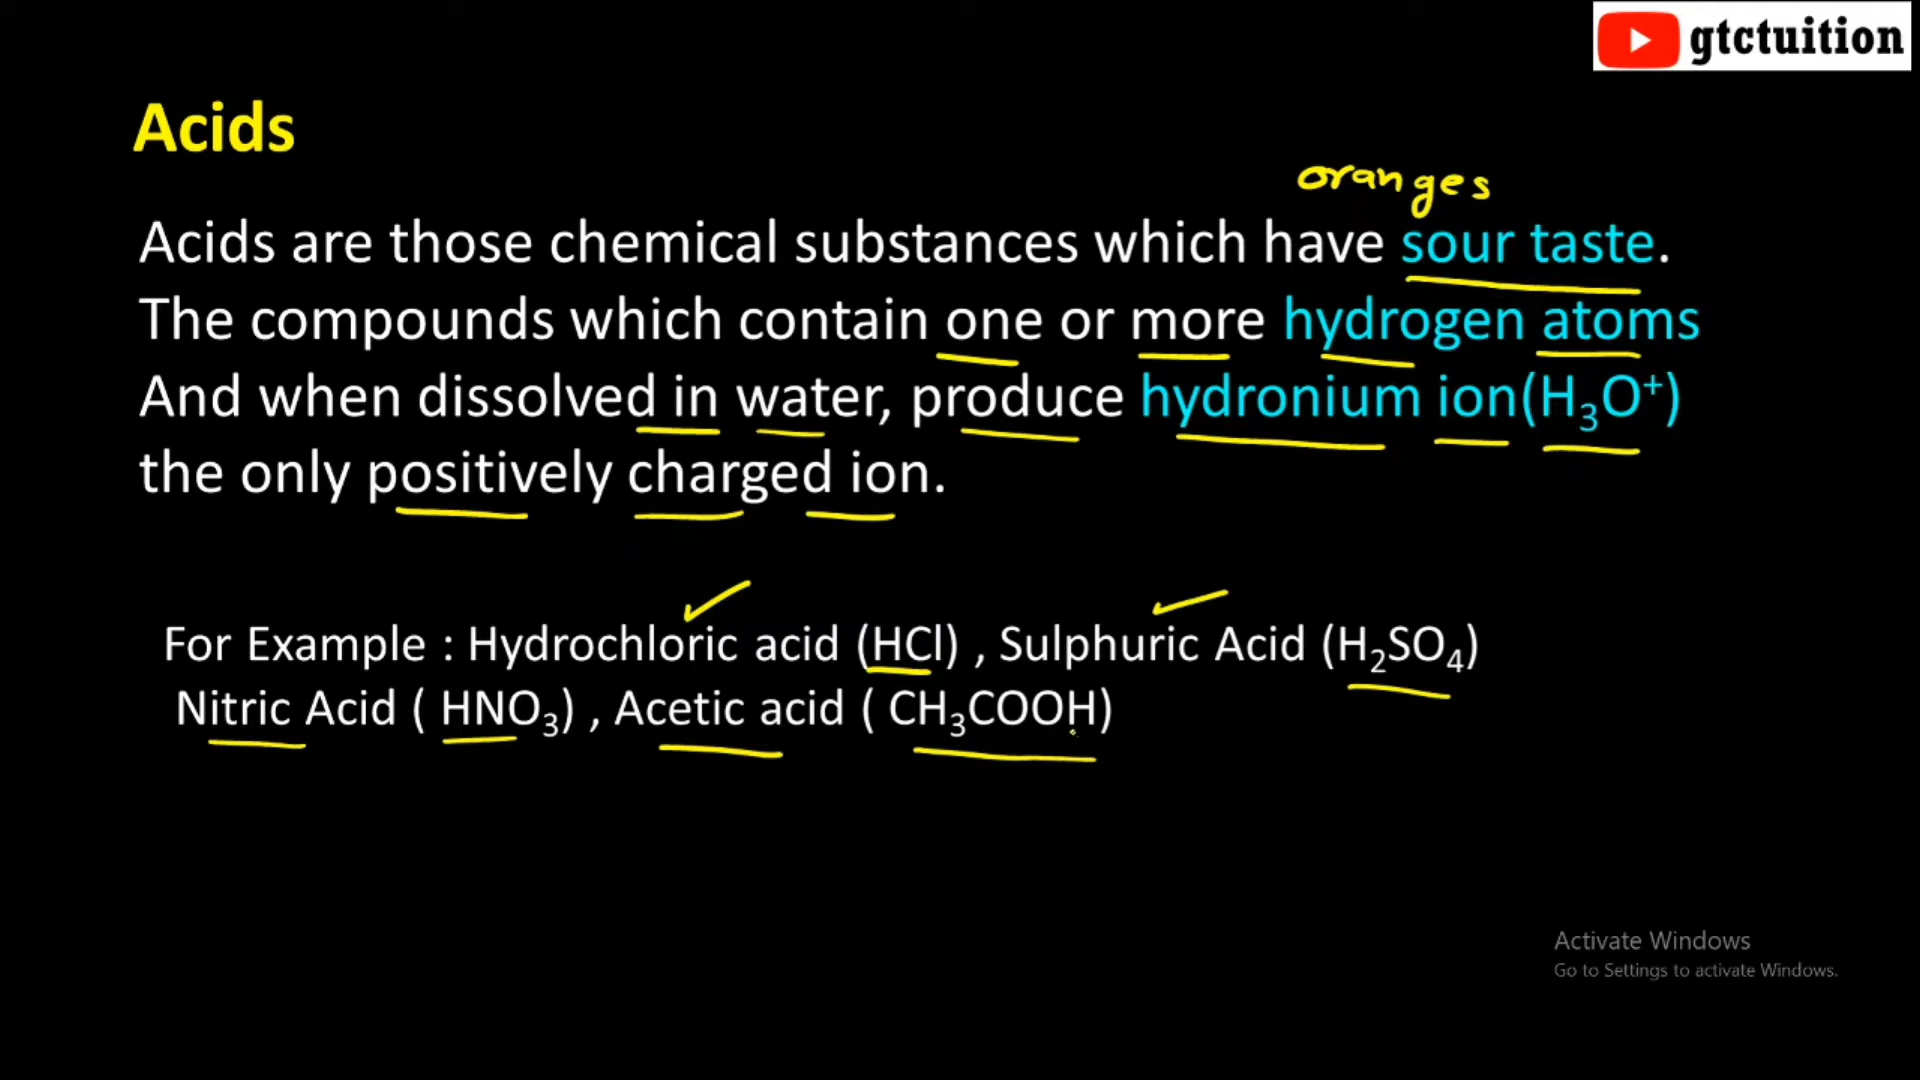 gtctuition
Acids
oranges
Acids are those chemical substances which have sour taste.
The compounds which contain one or more hydrogen atoms
And when dissolved in water, produce hydronium ion(H₃O⁺)
the only positively charged ion.
For Example : Hydrochloric acid (HCl) , Sulphuric Acid (H₂SO₄)
Nitric Acid ( HNO₃) , Acetic acid ( CH₃COOH)
Activate Windows
Go to Settings to activate Windows.